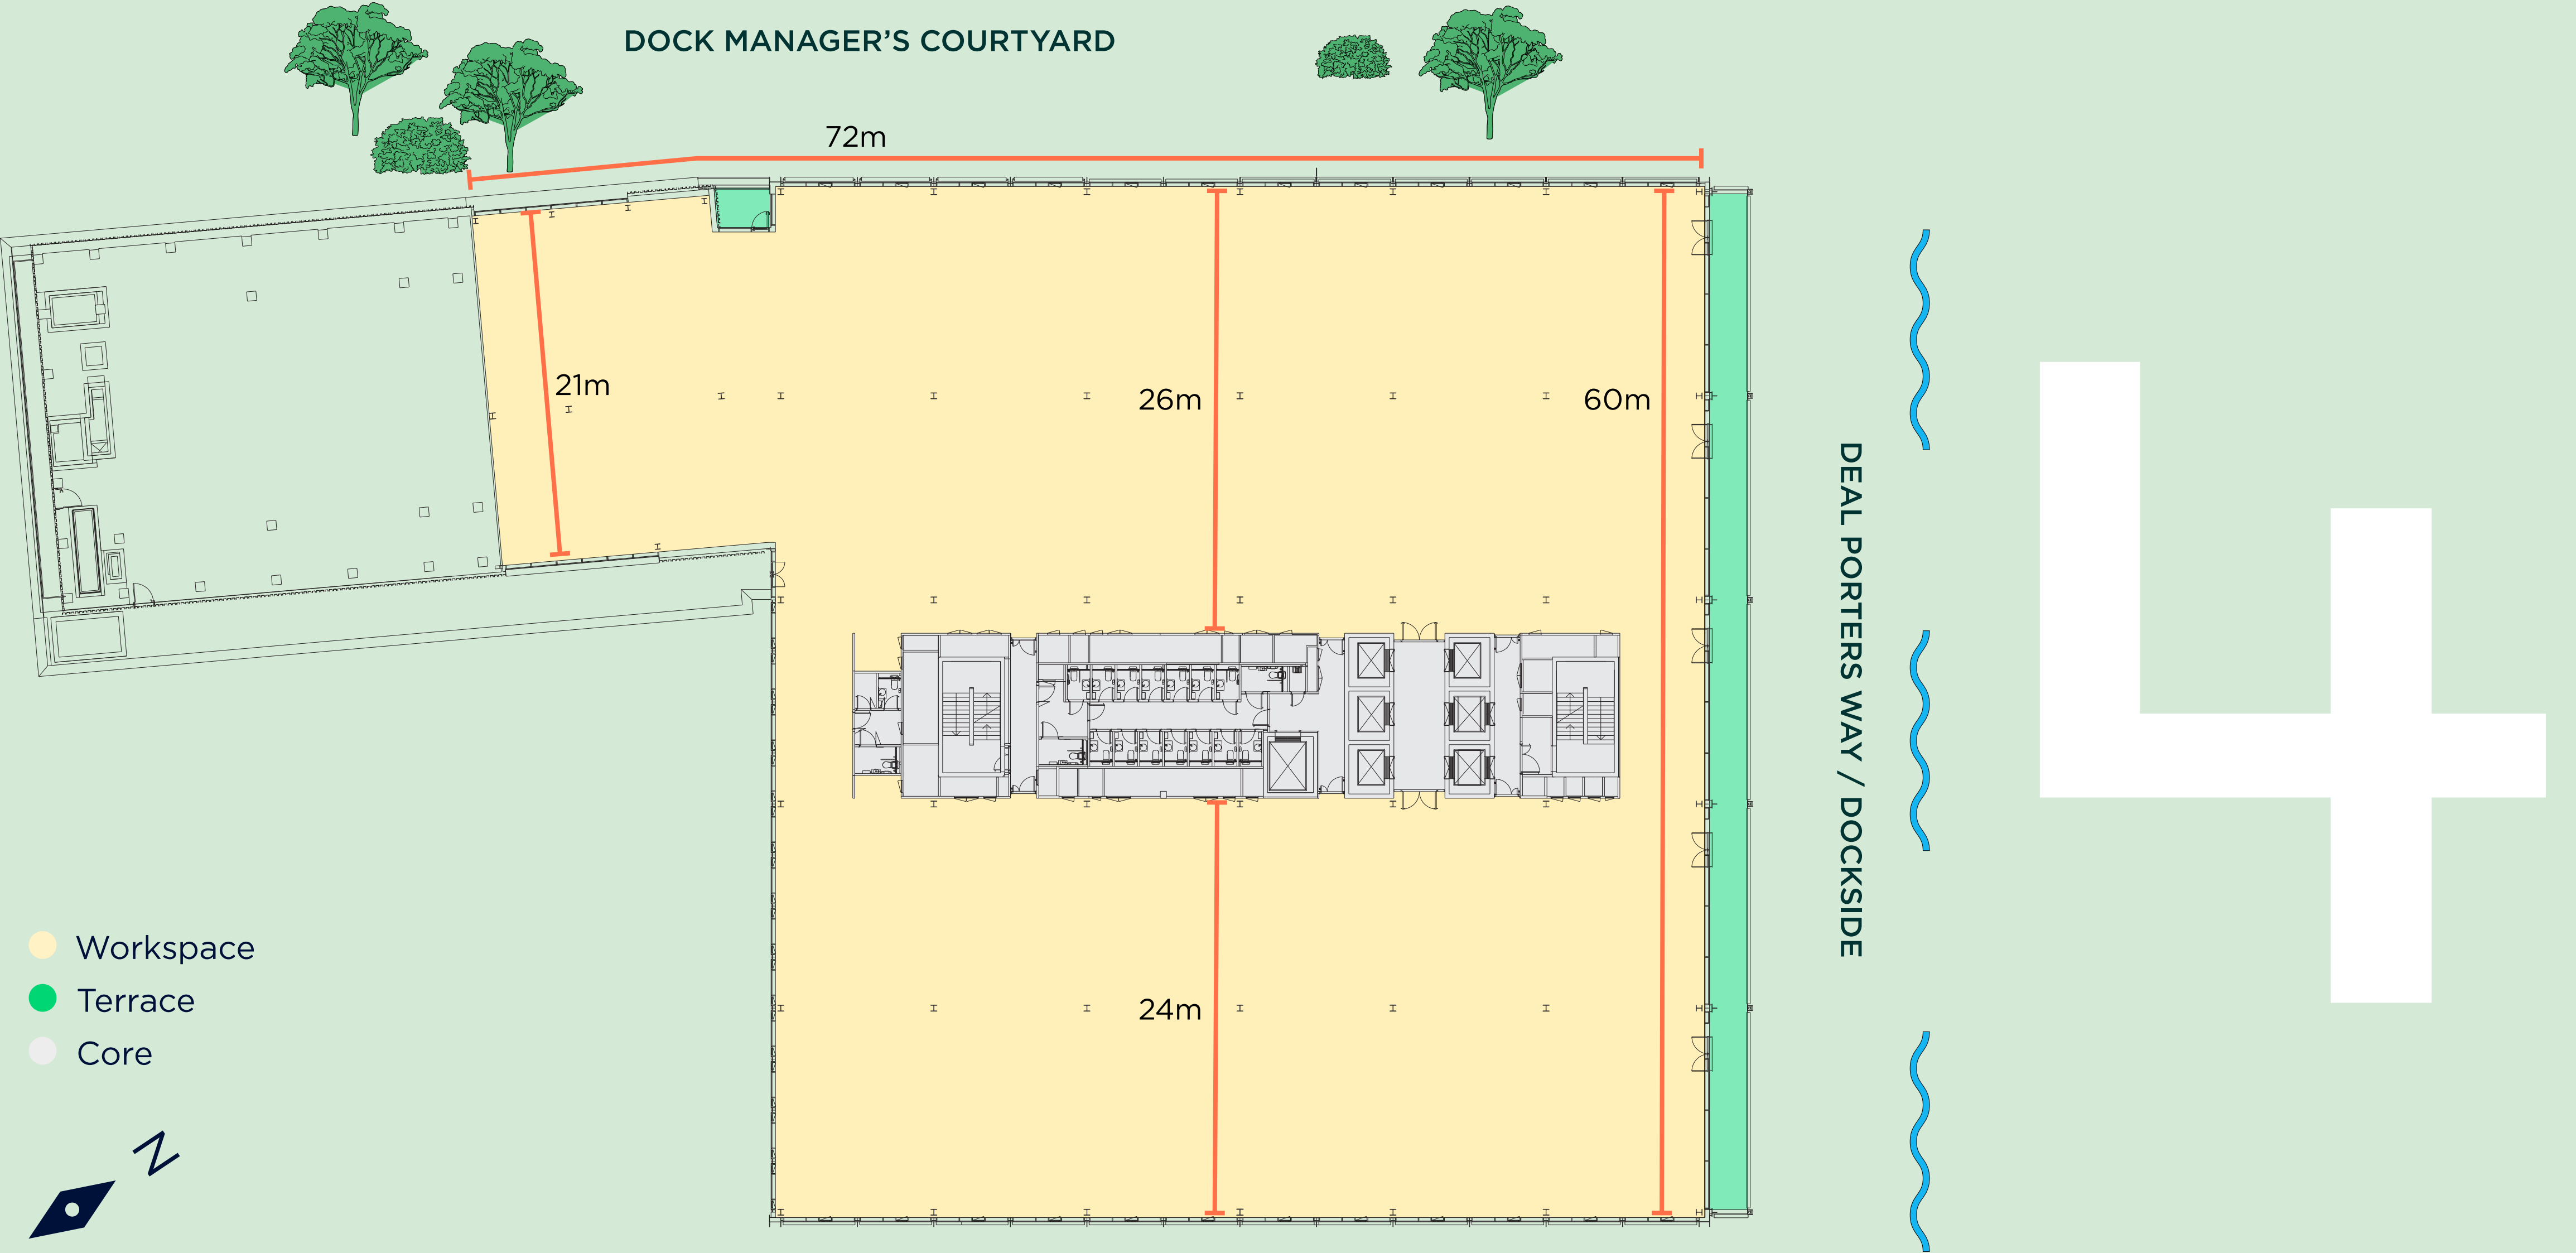 DOCK MANAGER’S COURTYARD
72m
21m
26m
60m
DEAL PORTERS WAY / DOCKSIDE
4
24m
Workspace
Terrace
Core
N